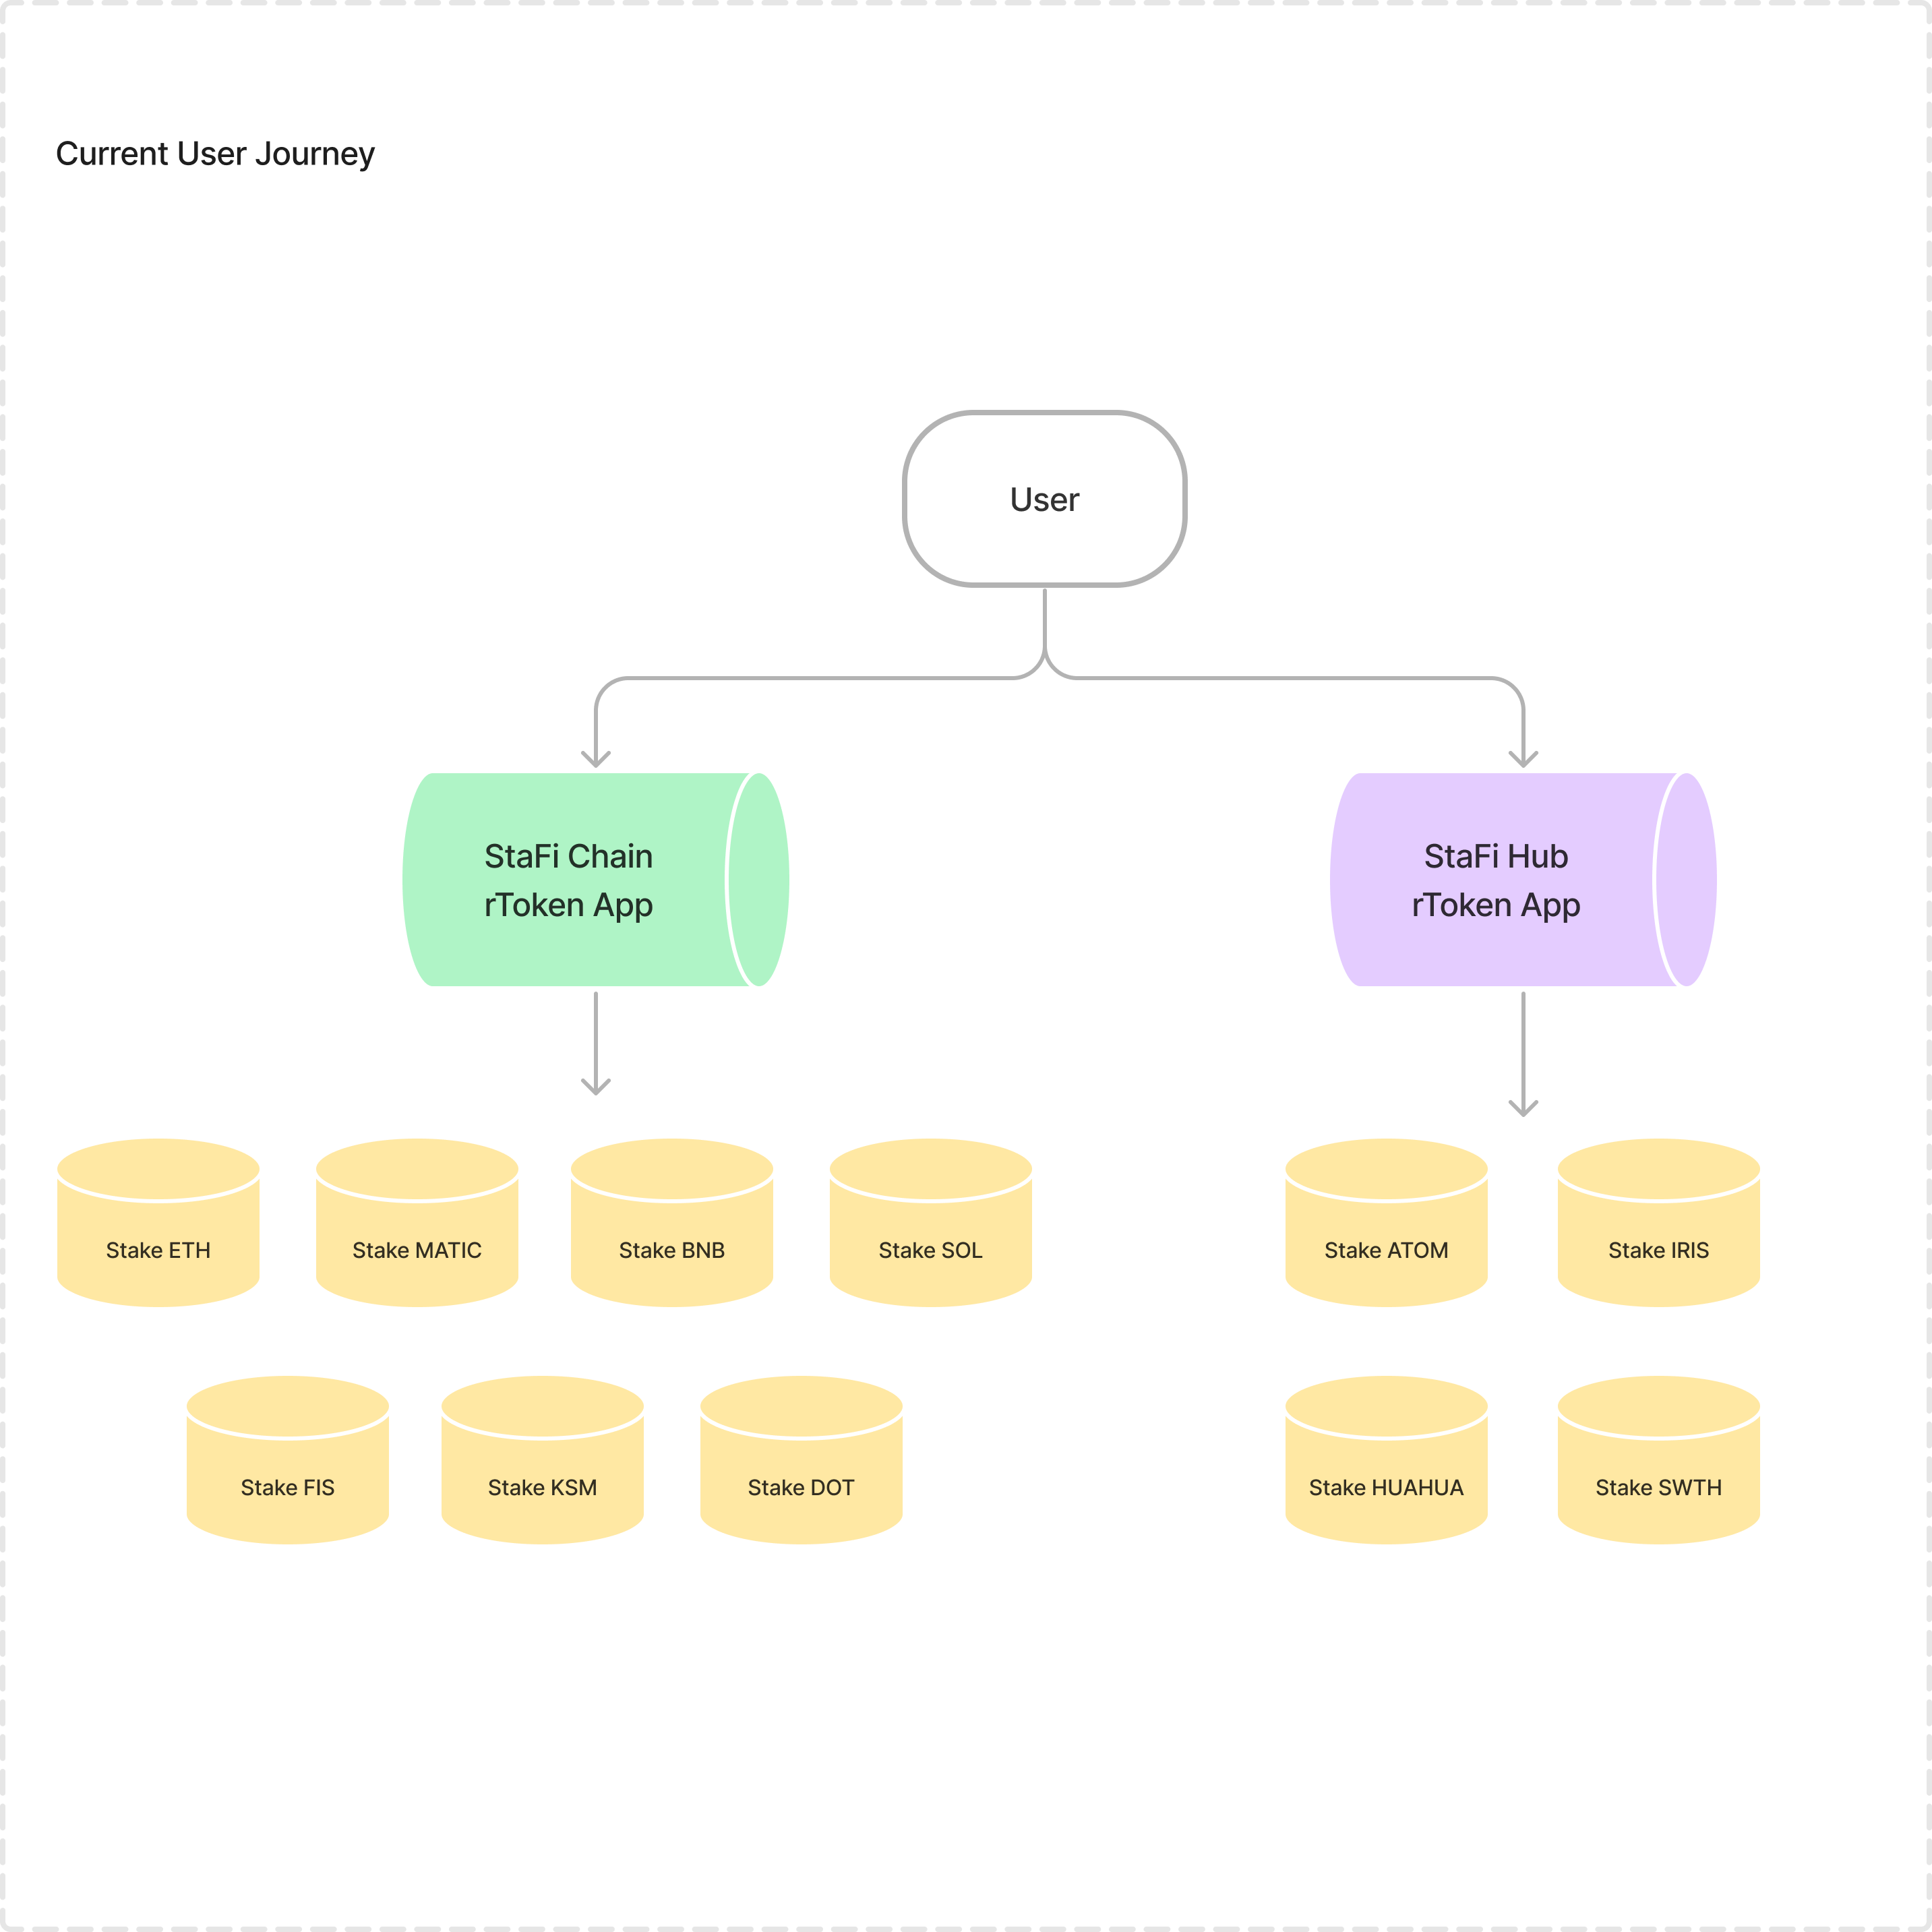 Current User Journey
User
StaFi Chain
rToken App
StaFi Hub
rToken App
Stake ETH
Stake MATIC
Stake BNB
Stake SOL
Stake ATOM
Stake IRIS
Stake FIS
Stake KSM
Stake DOT
Stake HUAHUA
Stake SWTH